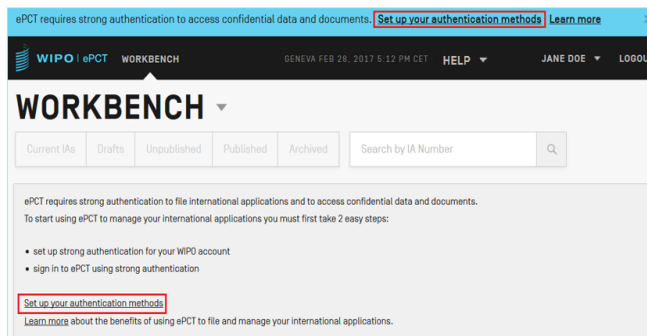 ePCT requires strong authentication to access confidential data and documents. Set up your authentication methods Learn more
WIPO | ePCT WORKBENCH GENEVA FEB 28, 2017 5:12 PM CET HELP JANE DOE LOGOU
WORKBENCH
Current IAs Drafts Unpublished Published Archived Search by IA Number
ePCT requires strong authentication to file international applications and to access confidential data and documents.
To start using ePCT to manage your international applications you must first take 2 easy steps:
• set up strong authentication for your WIPO account
• sign in to ePCT using strong authentication
Set up your authentication methods
Learn more about the benefits of using ePCT to file and manage your international applications.